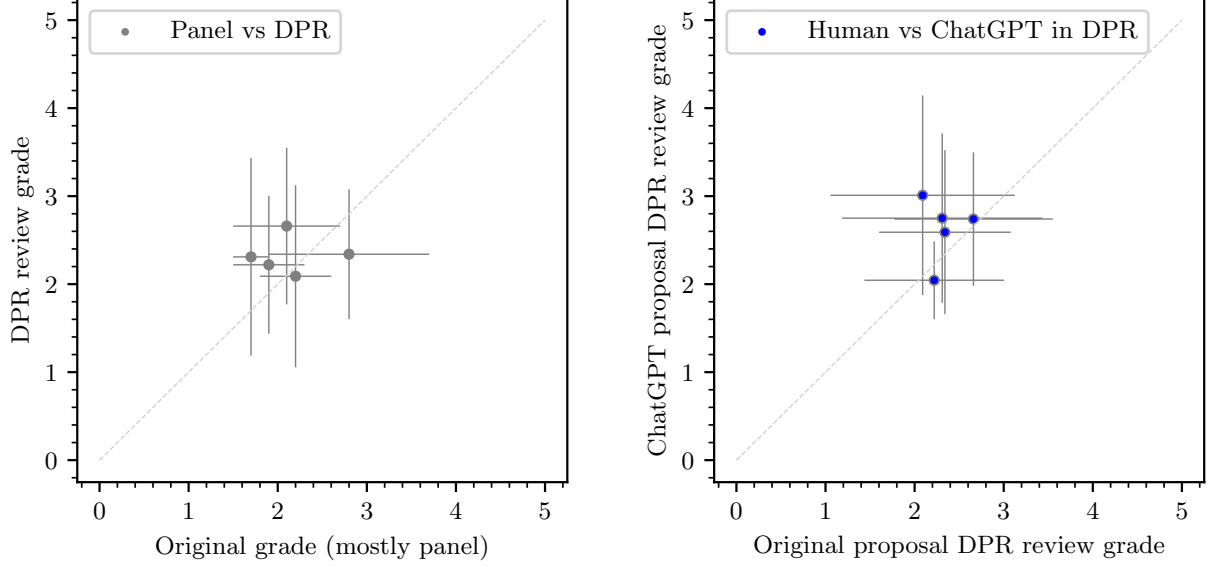 Panel vs DPR
DPR review grade
5
4
3
2
1
0
0 1 2 3 4 5
Original grade (mostly panel)
Human vs ChatGPT in DPR
ChatGPT proposal DPR review grade
5
4
3
2
1
0
0 1 2 3 4 5
Original proposal DPR review grade